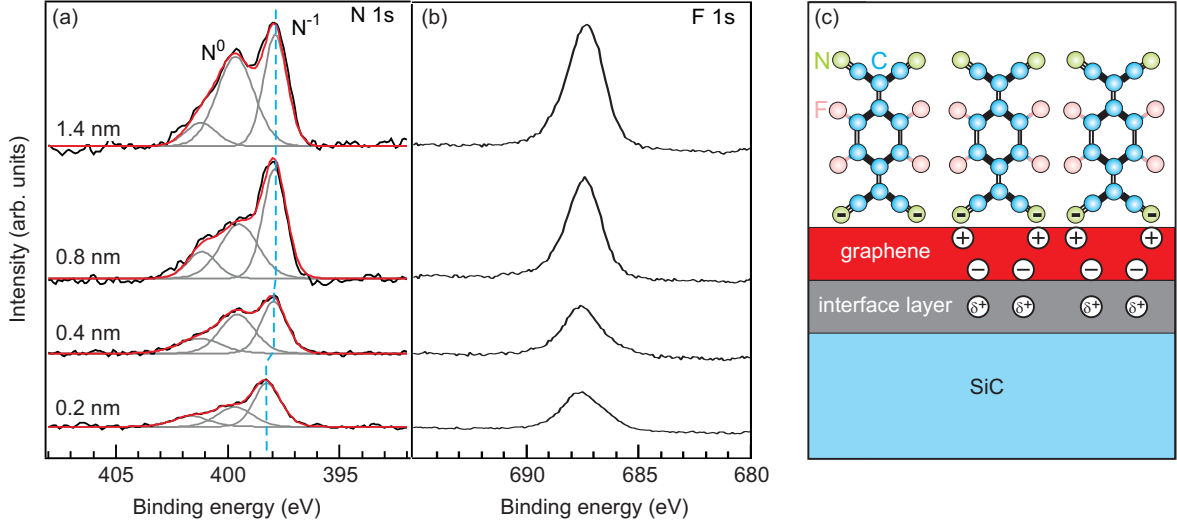 (a)
N 1s
N⁰
N⁻¹
1.4 nm
0.8 nm
0.4 nm
0.2 nm
405
400
395
Binding energy (eV)
Intensity (arb. units)
(b)
F 1s
690
685
680
Binding energy (eV)
(c)
N
C
F
- - - - - -
+ + + +
graphene
− − − −
interface layer
δ⁺ δ⁺ δ⁺ δ⁺
SiC